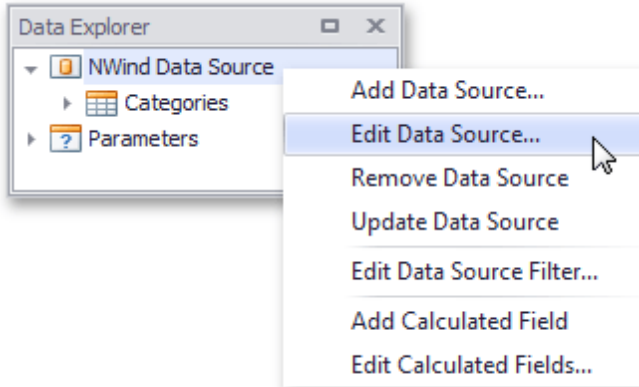 Data Explorer
NWind Data Source
Categories
Parameters
Add Data Source...
Edit Data Source...
Remove Data Source
Update Data Source
Edit Data Source Filter...
Add Calculated Field
Edit Calculated Fields...